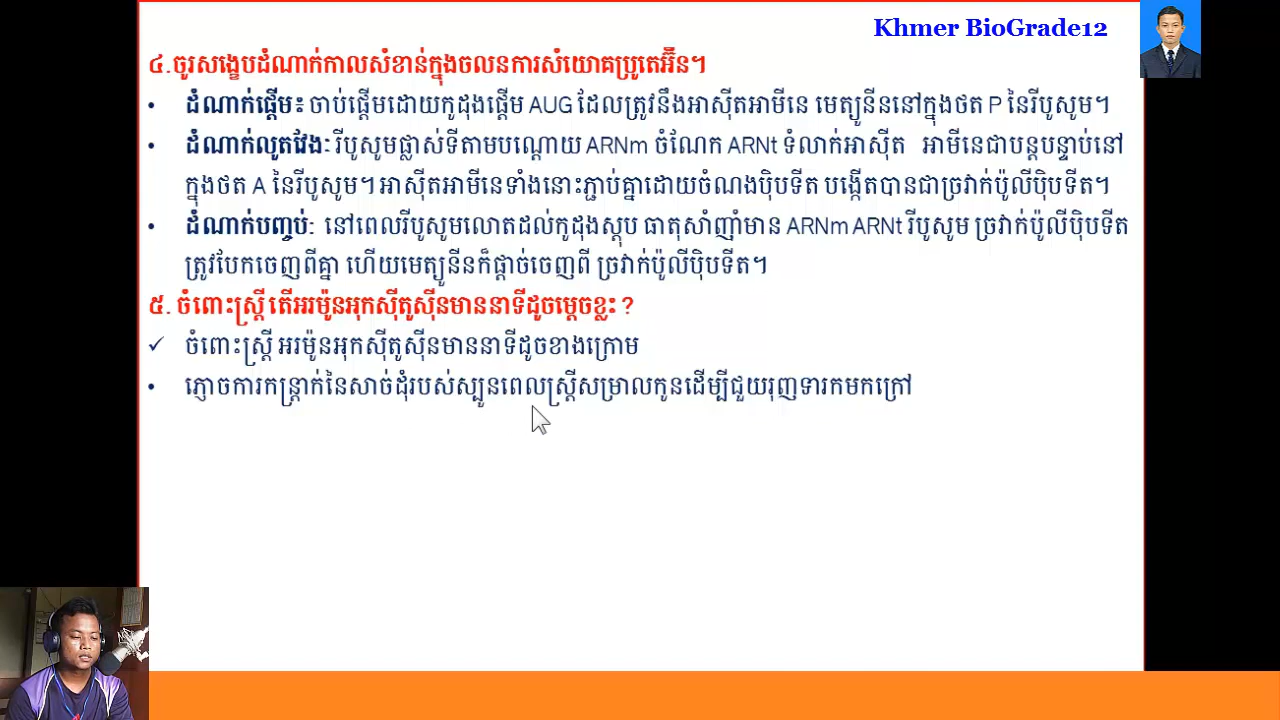 Khmer BioGrade12
៤.ចូរសង្ខេបដំណាក់កាលសំខាន់ក្នុងចលនការសំយោគប្រូតេអ៊ីន។
• ដំណាក់ផ្ដើម៖ ចាប់ផ្ដើមដោយកូដុងផ្ដើម AUG ដែលត្រូវនឹងអាស៊ីតអាមីនេ មេត្យូនីននៅក្នុងថត P នៃរីបូសូម។
• ដំណាក់លូតវែង: រីបូសូមផ្លាស់ទីតាមបណ្ដោយ ARNm ចំណែក ARNt ទំលាក់អាស៊ីត អាមីនេជាបន្តបន្ទាប់នៅ
ក្នុងថត A នៃរីបូសូម។ អាស៊ីតអាមីនេទាំងនោះភ្ជាប់គ្នាដោយចំណងប៉ិបទីត បង្កើតបានជាច្រវាក់ប៉ូលីប៉ិបទីត។
• ដំណាក់បញ្ចប់: នៅពេលរីបូសូមលោតដល់កូដុងស្តុប ធាតុសាំញ៉ាំមាន ARNm ARNt រីបូសូម ច្រវាក់ប៉ូលីប៉ិបទីត
ត្រូវបែកចេញពីគ្នា ហើយមេត្យូនីនក៏ផ្ដាច់ចេញពី ច្រវាក់ប៉ូលីប៉ិបទីត។
៥. ចំពោះស្ត្រី តើអរម៉ូនអុកស៊ីតូស៊ីនមាននាទីដូចម្ដេចខ្លះ ?
✓ ចំពោះស្ត្រី អរម៉ូនអុកស៊ីតូស៊ីនមាននាទីដូចខាងក្រោម
• ភ្ញោចការកន្ត្រាក់នៃសាច់ដុំរបស់ស្បូនពេលស្ត្រីសម្រាលកូនដើម្បីជួយរុញទារកមកក្រៅ